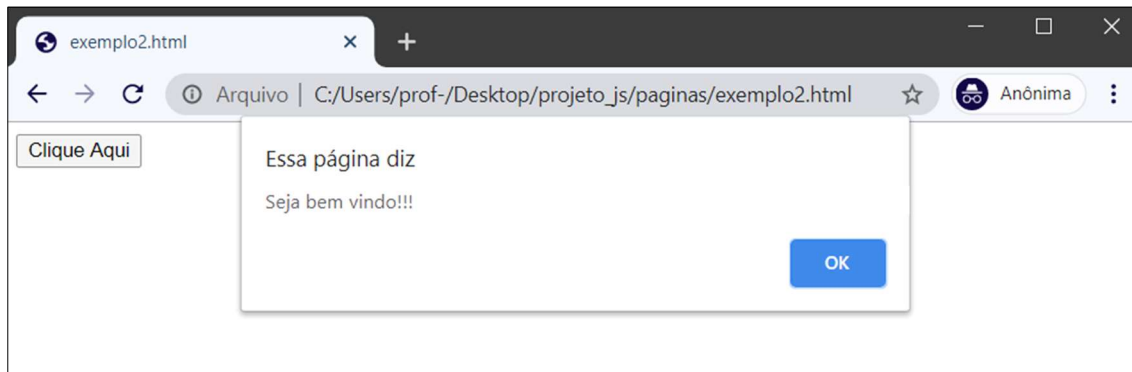 exemplo2.html
Arquivo | C:/Users/prof-/Desktop/projeto_js/paginas/exemplo2.html
Anônima
Clique Aqui
Essa página diz
Seja bem vindo!!!
OK